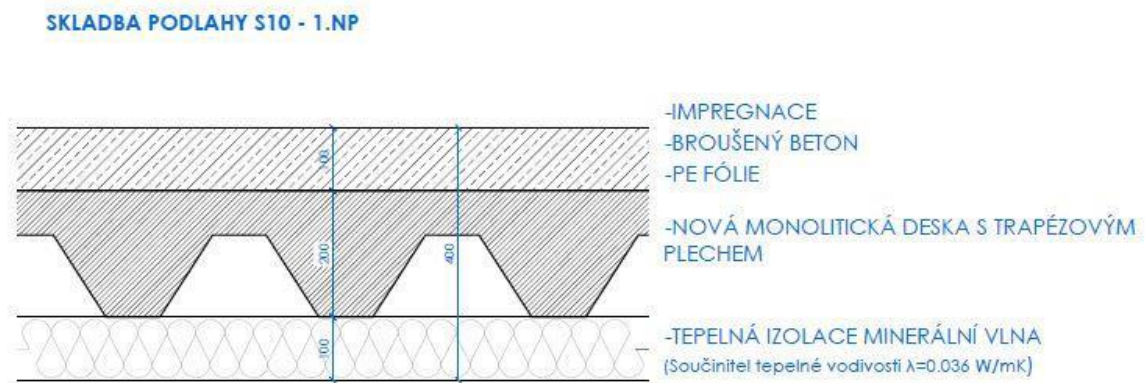 SKLADBA PODLAHY S10 - 1.NP
-IMPREGNACE
-BROUŠENÝ BETON
-PE FÓLIE
100
-NOVÁ MONOLITICKÁ DESKA S TRAPÉZOVÝM
PLECHEM
200
400
-TEPELNÁ IZOLACE MINERÁLNÍ VLNA
(Součinitel tepelné vodivosti λ=0.036 W/mK)
100